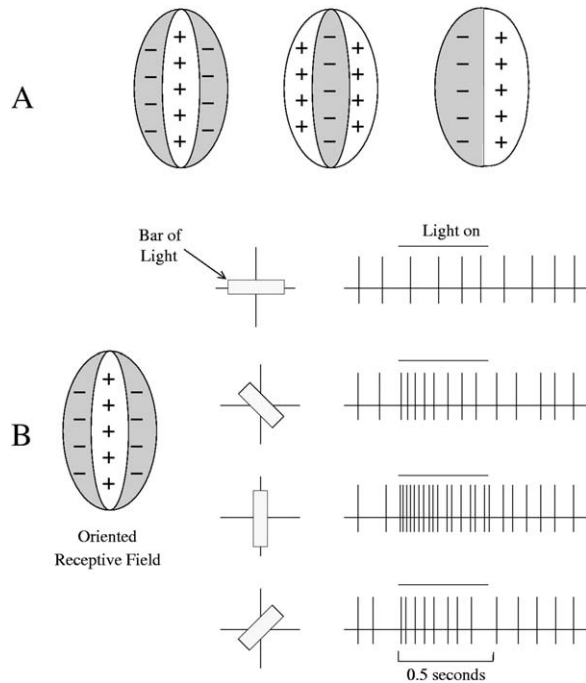 A
Bar of
Light
Light on
B
Oriented
Receptive Field
0.5 seconds